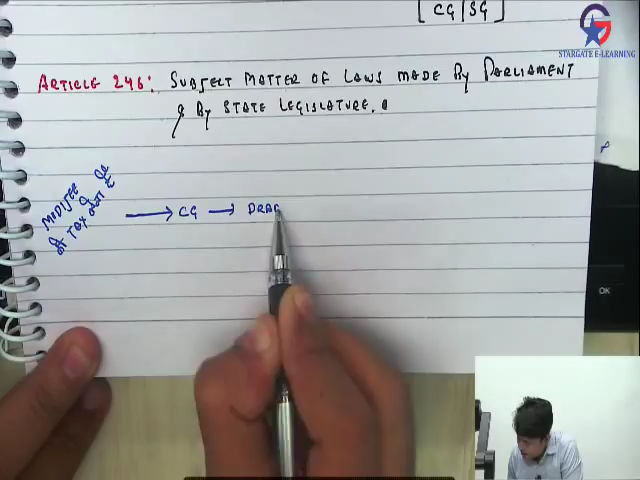 [CG|SG]
STARGATE E-LEARNING
ARTICLE 246: SUBJECT MATTER OF LAWS MADE By PARLIAMENT
& By STATE LEGISLATURE.
→ CG → DRAF
OK